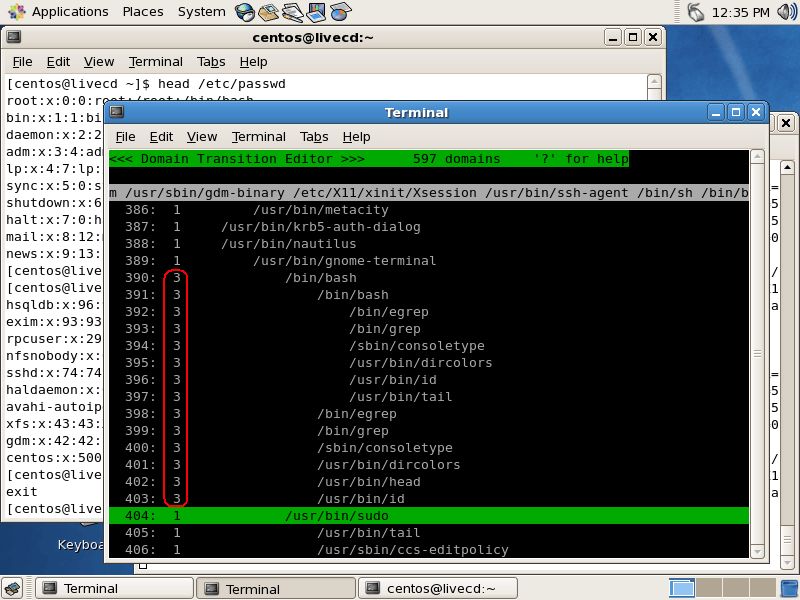 Applications Places System 12:35 PM
centos@livecd:~
File Edit View Terminal Tabs Help
[centos@livecd ~]$ head /etc/passwd
root:x:0:0:root:/root:/bin/bash
bin:x:1:1:bi
daemon:x:2:2
adm:x:3:4:adm
lp:x:4:7:lp:
sync:x:5:0:s
shutdown:x:6
halt:x:7:0:h
mail:x:8:12:
news:x:9:13:
[centos@live
[centos@live
hsqldb:x:96:
exim:x:93:93
rpcuser:x:29
nfsnobody:x:
sshd:x:74:74
haldaemon:x:
avahi-autoip
xfs:x:43:43:
gdm:x:42:42:
centos:x:500
[centos@live
exit
[centos@live
Terminal
File Edit View Terminal Tabs Help
<<< Domain Transition Editor >>> 597 domains '?' for help
m /usr/sbin/gdm-binary /etc/X11/xinit/Xsession /usr/bin/ssh-agent /bin/sh /bin/b
386: 1 /usr/bin/metacity
387: 1 /usr/bin/krb5-auth-dialog
388: 1 /usr/bin/nautilus
389: 1 /usr/bin/gnome-terminal
390: 3 /bin/bash
391: 3 /bin/bash
392: 3 /bin/egrep
393: 3 /bin/grep
394: 3 /sbin/consoletype
395: 3 /usr/bin/dircolors
396: 3 /usr/bin/id
397: 3 /usr/bin/tail
398: 3 /bin/egrep
399: 3 /bin/grep
400: 3 /sbin/consoletype
401: 3 /usr/bin/dircolors
402: 3 /usr/bin/head
403: 3 /usr/bin/id
404: 1 /usr/bin/sudo
405: 1 /usr/bin/tail
406: 1 /usr/sbin/ccs-editpolicy
Keyboa
Terminal Terminal centos@livecd:~